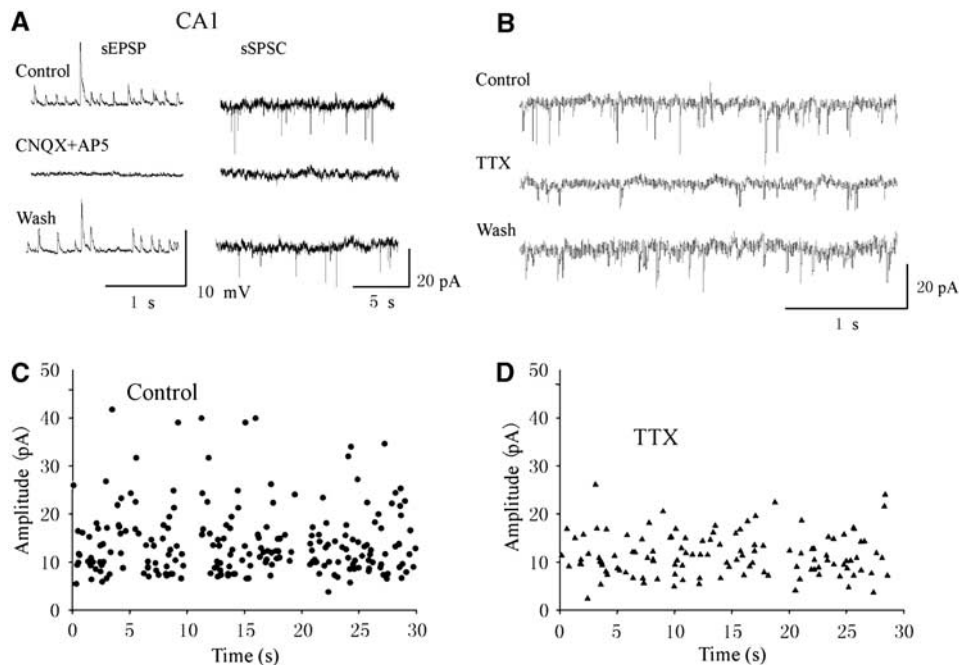 A
CA1
sEPSP
sSPSC
Control
CNQX+AP5
Wash
1 s
10 mV
5 s
20 pA
B
Control
TTX
Wash
1 s
20 pA
C
Control
Amplitude (pA)
50
40
30
20
10
0
0 5 10 15 20 25 30
Time (s)
D
TTX
Amplitude (pA)
50
40
30
20
10
0
0 5 10 15 20 25 30
Time (s)